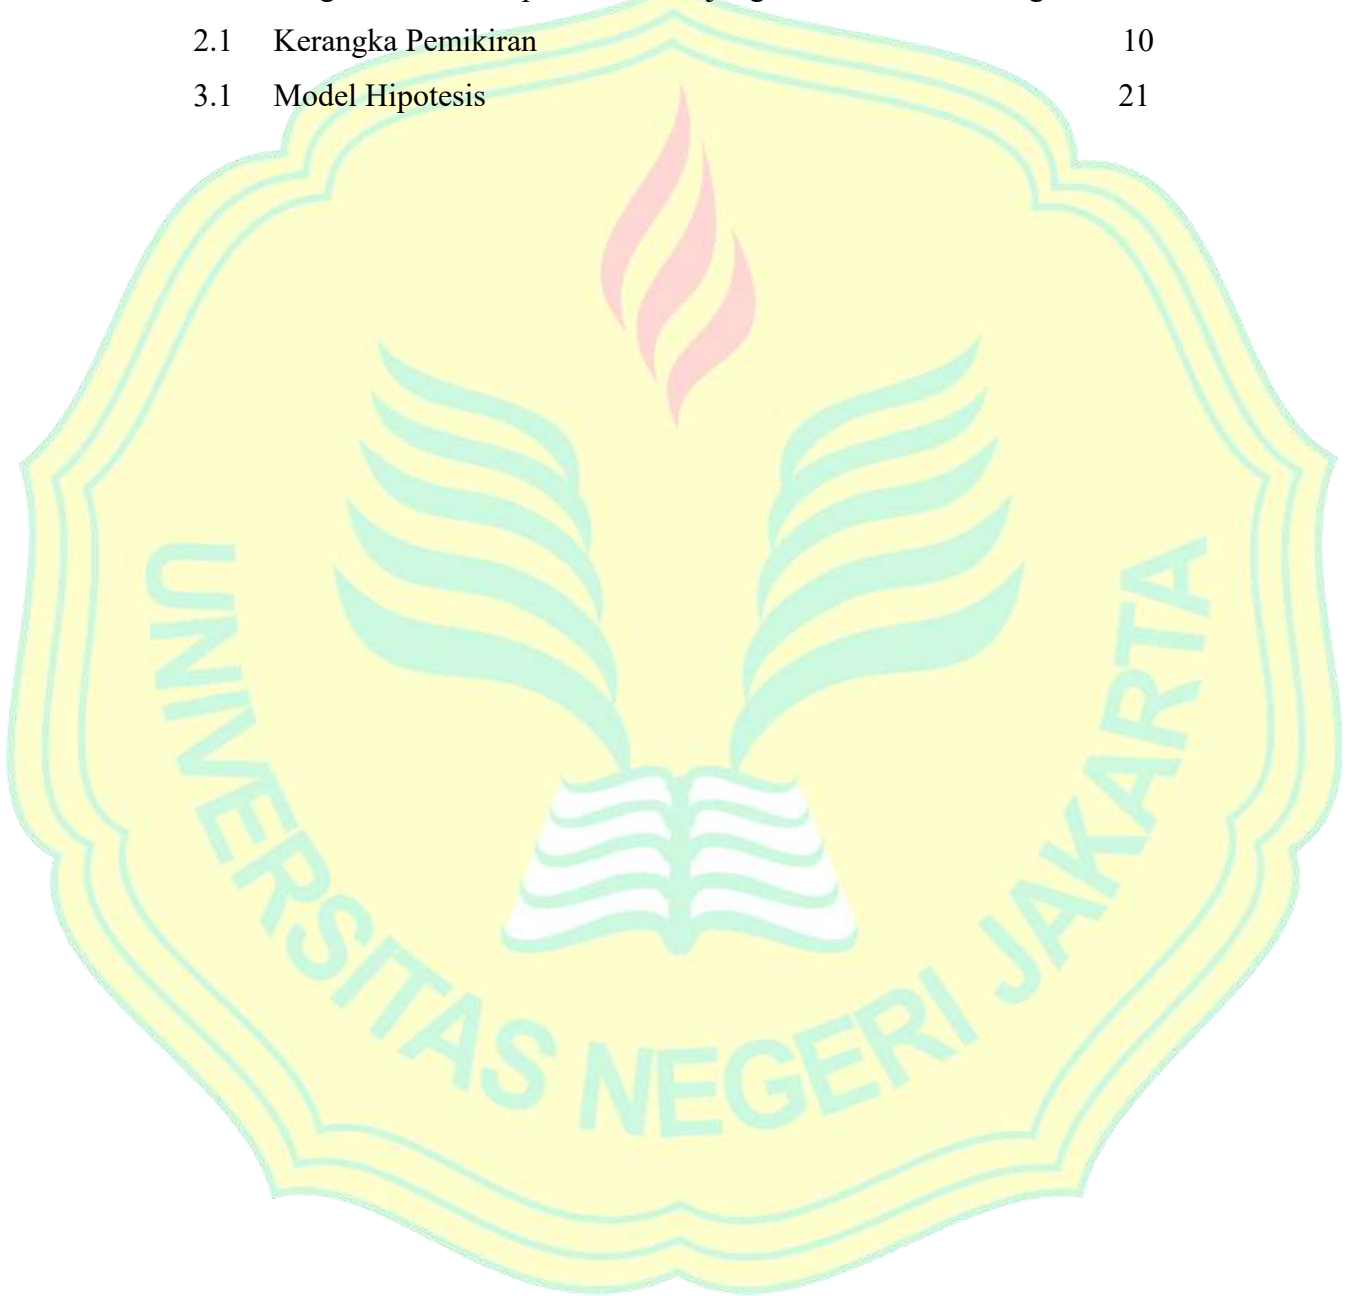 2.1 Kerangka Pemikiran 10
3.1 Model Hipotesis 21
UNIVERSITAS NEGERI JAKARTA